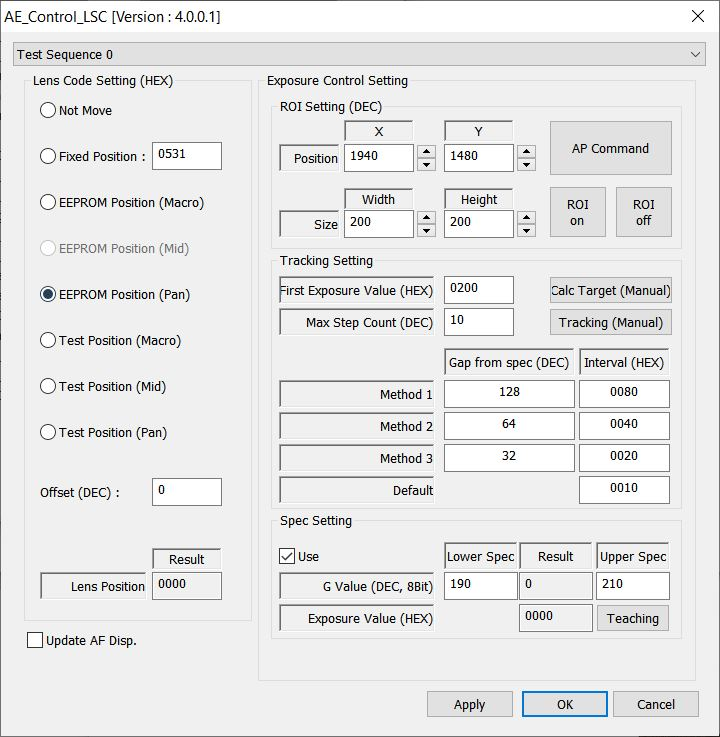 AE_Control_LSC [Version : 4.0.0.1]
Test Sequence 0
Lens Code Setting (HEX)
Not Move
Fixed Position : 0531
EEPROM Position (Macro)
EEPROM Position (Mid)
EEPROM Position (Pan)
Test Position (Macro)
Test Position (Mid)
Test Position (Pan)
Offset (DEC) : 0
Result
Lens Position 0000
Update AF Disp.
Exposure Control Setting
ROI Setting (DEC)
X Y
Position 1940 1480
AP Command
Width Height
Size 200 200
ROI on
ROI off
Tracking Setting
First Exposure Value (HEX) 0200 Calc Target (Manual)
Max Step Count (DEC) 10 Tracking (Manual)
Gap from spec (DEC) Interval (HEX)
Method 1 128 0080
Method 2 64 0040
Method 3 32 0020
Default 0010
Spec Setting
Use Lower Spec Result Upper Spec
G Value (DEC, 8Bit) 190 0 210
Exposure Value (HEX) 0000 Teaching
Apply OK Cancel